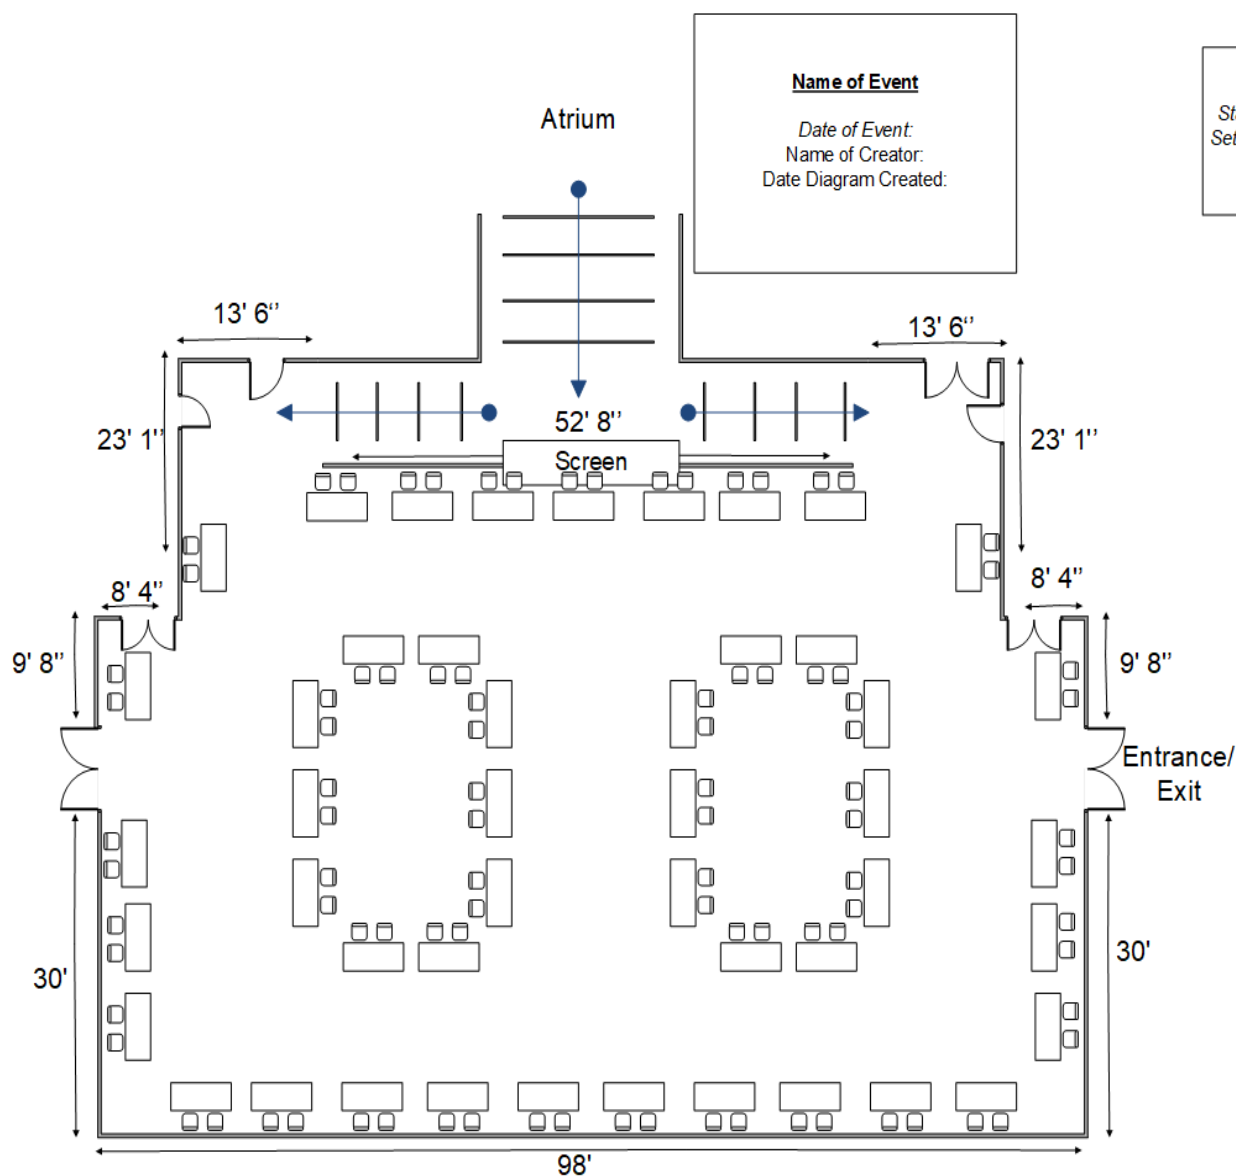 Name of Event
Date of Event:
Name of Creator:
Date Diagram Created:
Atrium
13' 6‘’
13' 6‘’
23' 1’’
52' 8’’
23' 1’’
Screen
8' 4’’
8' 4’’
9' 8’’
9' 8’’
Entrance/
Exit
30'
30'
98'